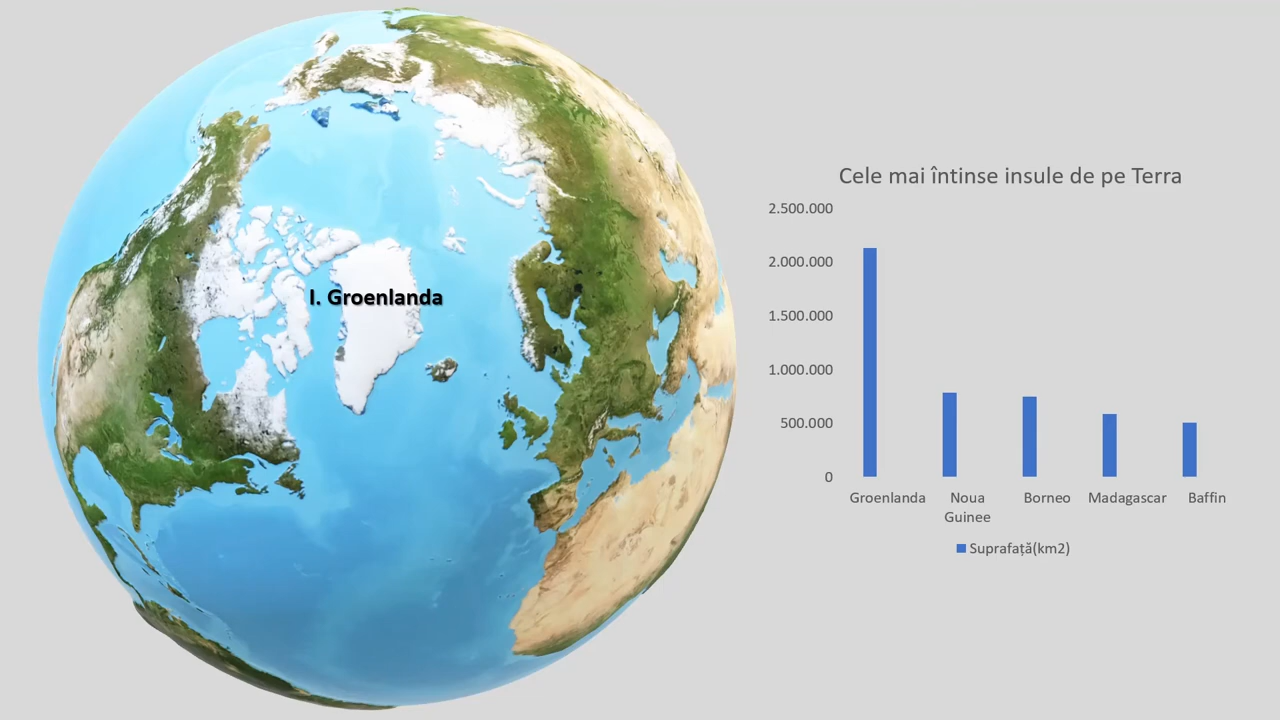 I. Groenlanda
Cele mai întinse insule de pe Terra
2.500.000
2.000.000
1.500.000
1.000.000
500.000
0
Groenlanda
Noua
Guinee
Borneo
Madagascar
Baffin
Suprafață(km2)